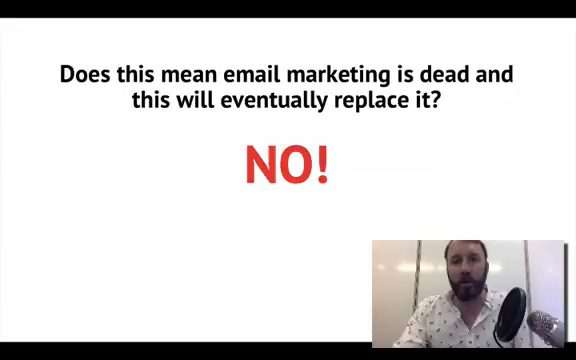 Does this mean email marketing is dead and
this will eventually replace it?
NO!